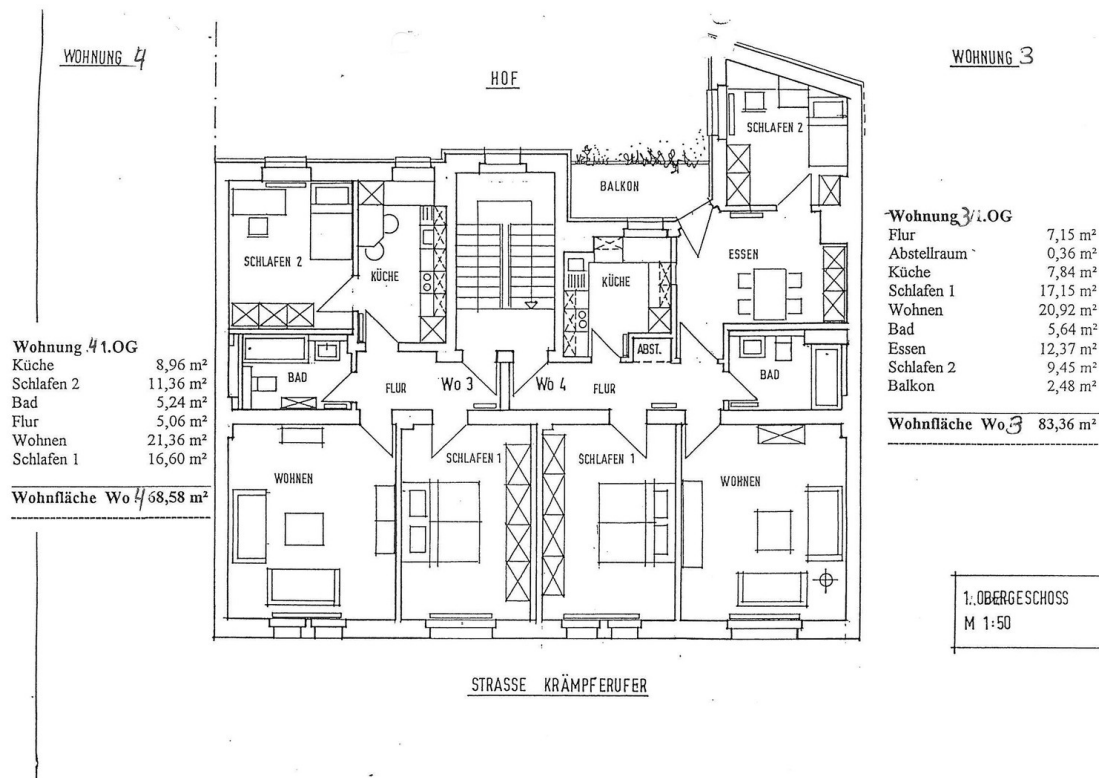 WOHNUNG 4
WOHNUNG 3
HOF
SCHLAFEN 2
BALKON
Wohnung 3/1.OG
Flur 7,15 m²
Abstellraum 0,36 m²
Küche 7,84 m²
Schlafen 1 17,15 m²
Wohnen 20,92 m²
Bad 5,64 m²
Essen 12,37 m²
Schlafen 2 9,45 m²
Balkon 2,48 m²
Wohnfläche Wo 3 83,36 m²
SCHLAFEN 2
KÜCHE
KÜCHE
ESSEN
Wohnung 4 1.OG
Küche 8,96 m²
Schlafen 2 11,36 m²
Bad 5,24 m²
Flur 5,06 m²
Wohnen 21,36 m²
Schlafen 1 16,60 m²
Wohnfläche Wo 4 68,58 m²
BAD
FLUR
Wo 3
Wo 4
FLUR
ABST.
BAD
WOHNEN
SCHLAFEN 1
SCHLAFEN 1
WOHNEN
1. OBERGESCHOSS
M 1:50
STRASSE KRÄMPFERUFER